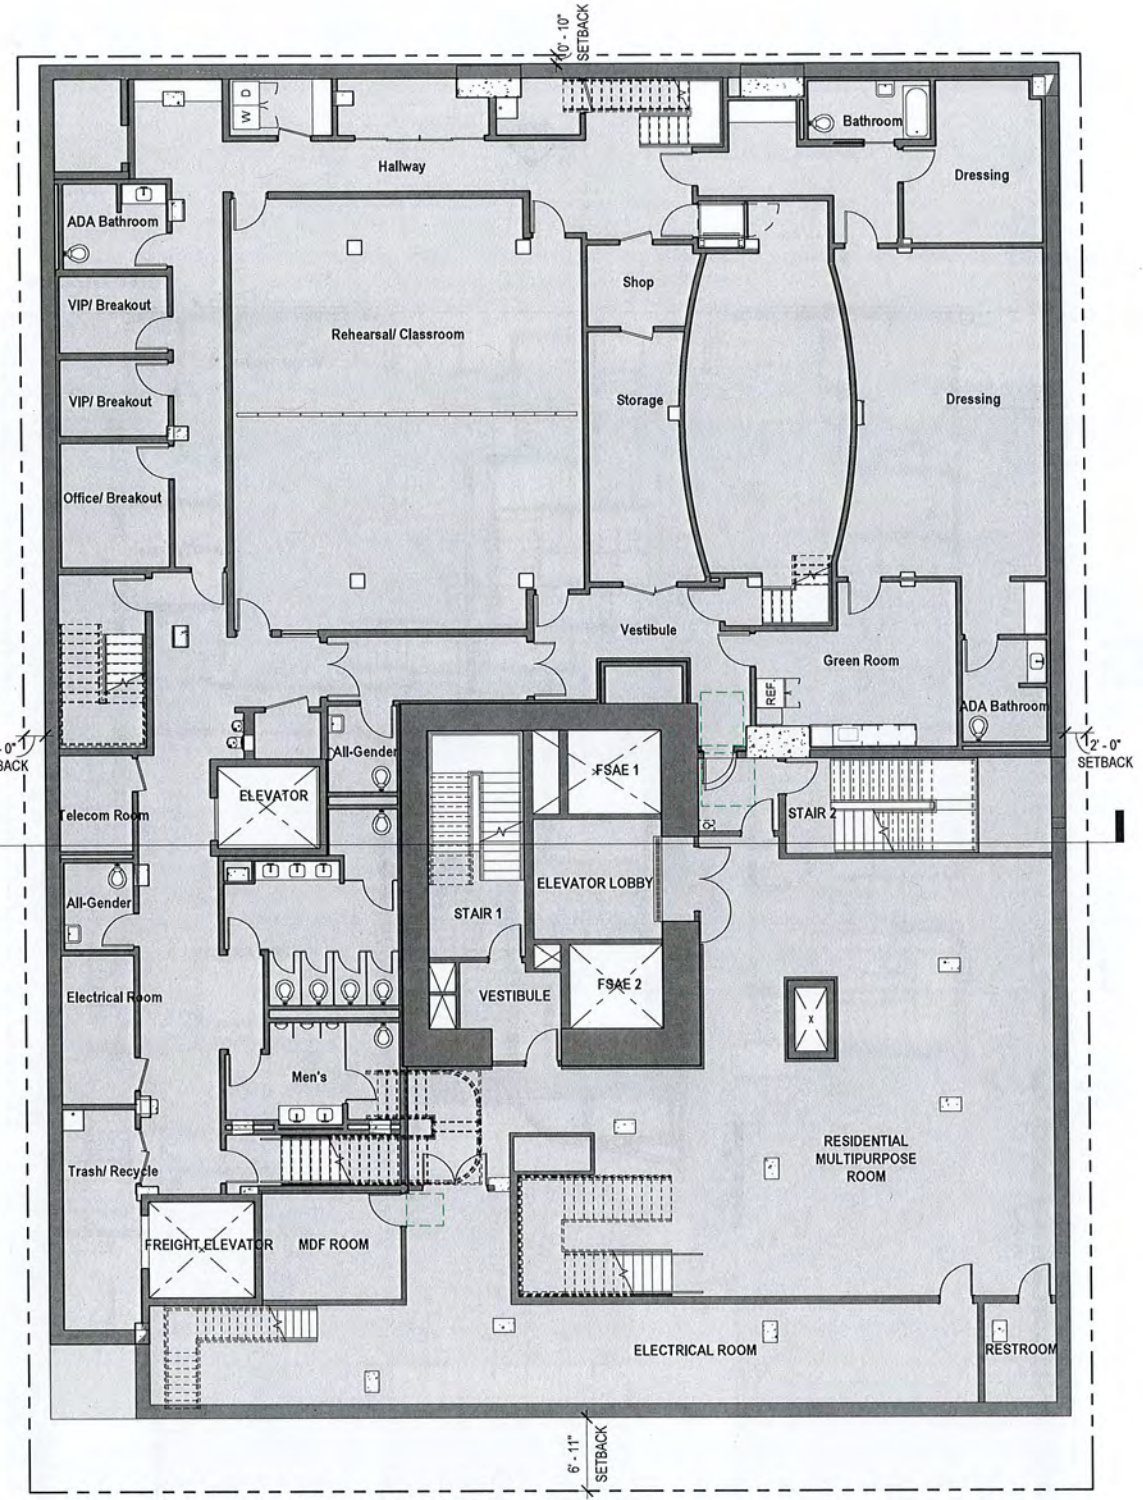 10' - 10"
SETBACK
W D
Bathroom
Hallway
Dressing
ADA Bathroom
Shop
VIP/ Breakout
Rehearsal/ Classroom
VIP/ Breakout
Storage
Dressing
Office/ Breakout
Vestibule
Green Room
REF.
ADA Bathroom
All-Gender
2' - 0"
SETBACK
FSAE 1
ELEVATOR
Telecom Room
STAIR 2
ELEVATOR LOBBY
All-Gender
STAIR 1
FSAE 2
Electrical Room
VESTIBULE
X
Men's
RESIDENTIAL
MULTIPURPOSE
ROOM
Trash/ Recycle
FREIGHT ELEVATOR
MDF ROOM
ELECTRICAL ROOM
RESTROOM
6' - 11"
SETBACK